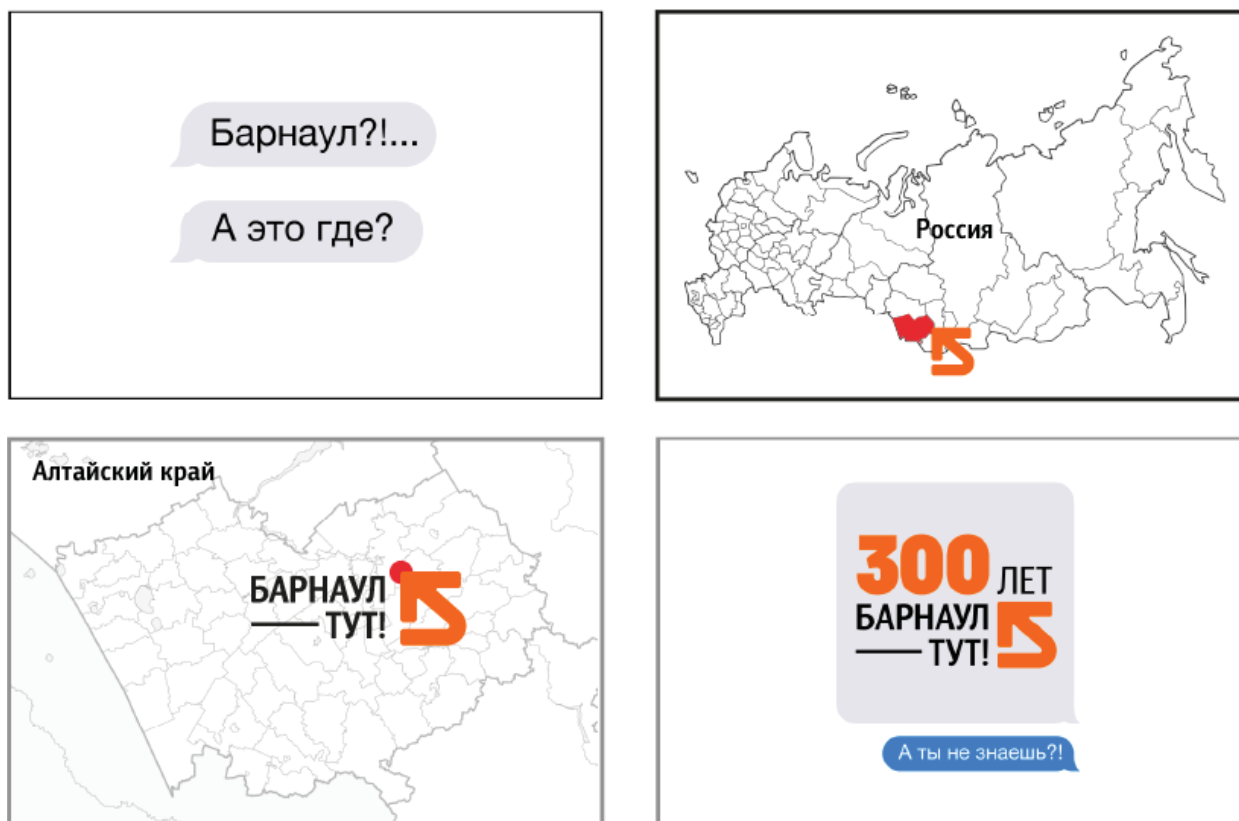 Барнаул?!...
А это где?
Россия
Алтайский край
БАРНАУЛ
— ТУТ!
300 ЛЕТ
БАРНАУЛ
— ТУТ!
А ты не знаешь?!